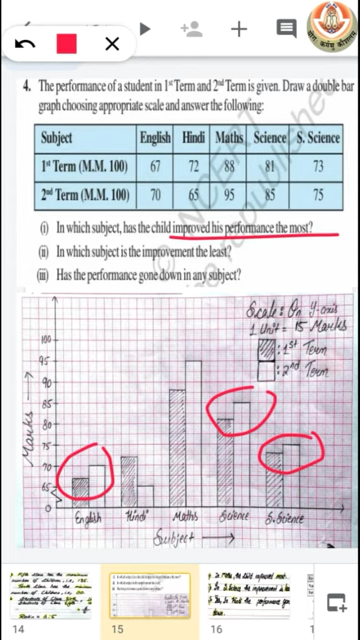 4. The performance of a student in 1st Term and 2nd Term is given. Draw a double bar
graph choosing appropriate scale and answer the following:
Subject English Hindi Maths Science S. Science
1st Term (M.M. 100) 67 72 88 81 73
2nd Term (M.M. 100) 70 65 95 85 75
(i) In which subject, has the child improved his performance the most?
(ii) In which subject is the improvement the least?
(iii) Has the performance gone down in any subject?
Scale: On Y-axis
1 Unit = 15 Marks
: 1st Term
: 2nd Term
100
95
90
85
80
75
70
65
0
Marks
English Hindi Maths Science S.Science
Subject
14 15 16